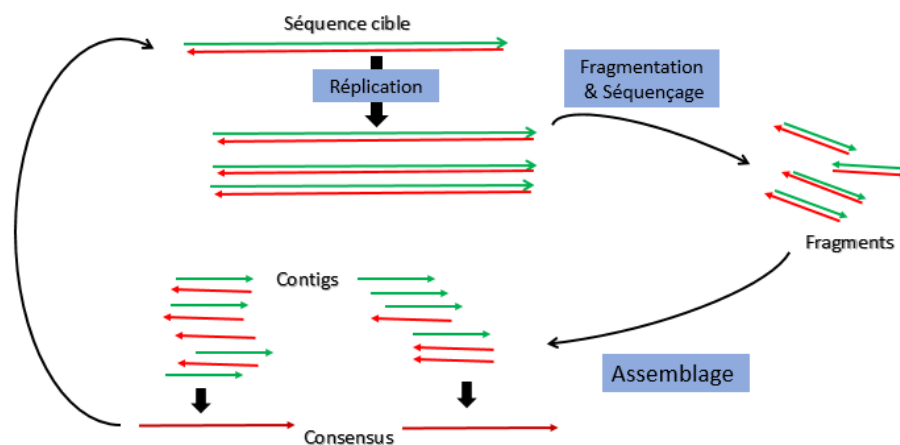 Séquence cible
Réplication
Fragmentation
& Séquençage
Fragments
Contigs
Assemblage
Consensus